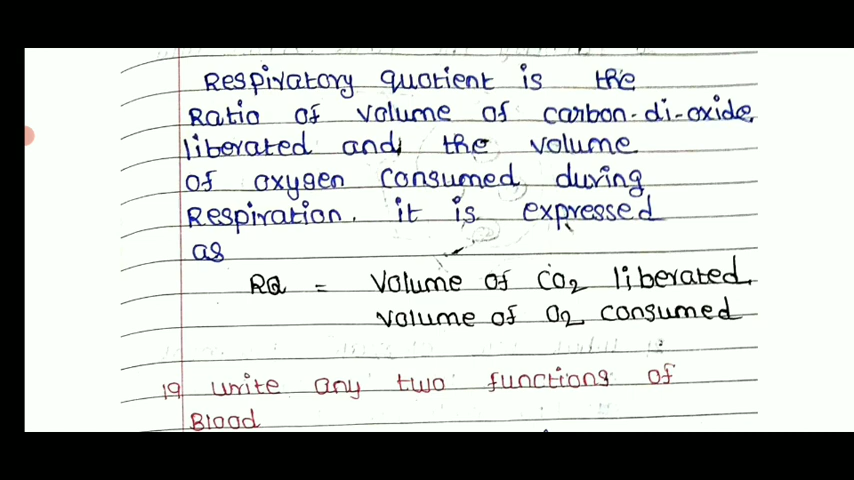 Respiratory quotient is the
Ratio of volume of carbon-di-oxide
liberated and the volume
of oxygen consumed during
Respiration. it is expressed
as
RQ = Volume of CO2 liberated
volume of O2 consumed
19 write any two functions of
Blood